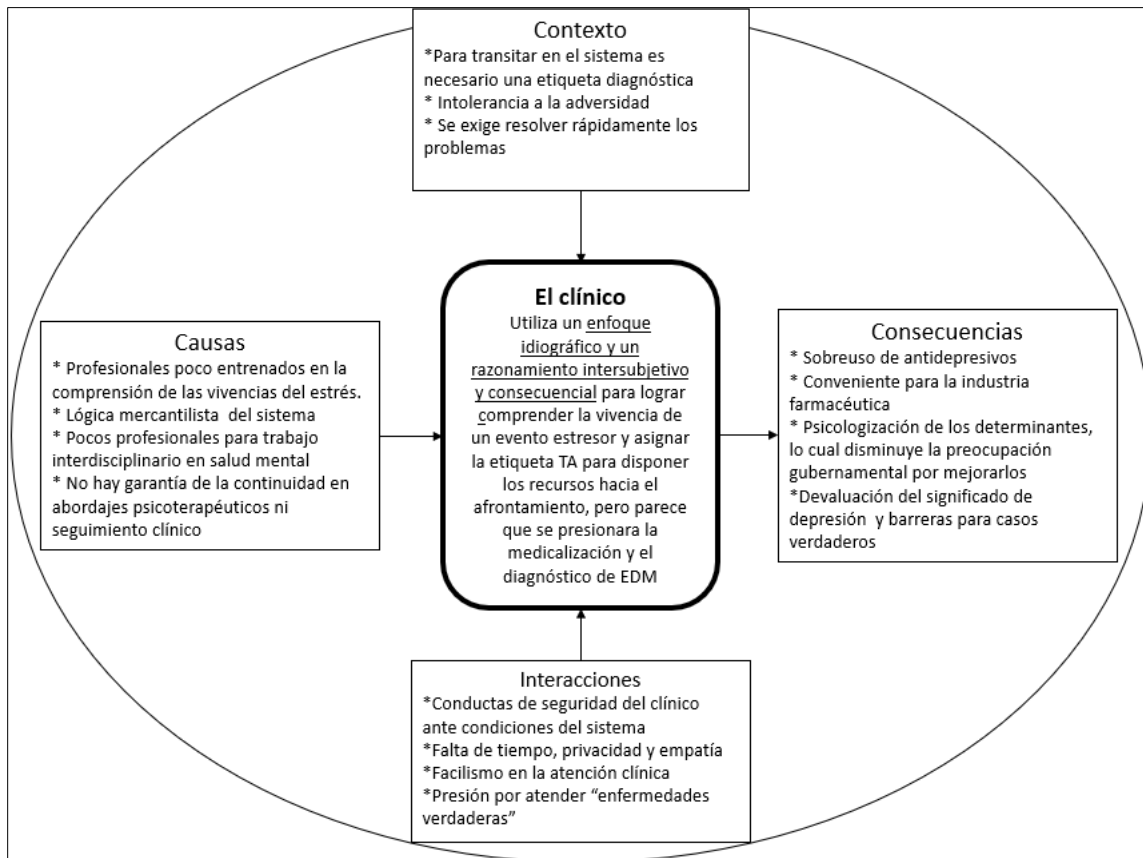 Contexto
*Para transitar en el sistema es
necesario una etiqueta diagnóstica
* Intolerancia a la adversidad
* Se exige resolver rápidamente los
problemas
Causas
* Profesionales poco entrenados en la
comprensión de las vivencias del estrés.
* Lógica mercantilista del sistema
* Pocos profesionales para trabajo
interdisciplinario en salud mental
* No hay garantía de la continuidad en
abordajes psicoterapéuticos ni
seguimiento clínico
El clínico
Utiliza un enfoque
idiográfico y un
razonamiento intersubjetivo
y consecuencial para lograr
comprender la vivencia de
un evento estresor y asignar
la etiqueta TA para disponer
los recursos hacia el
afrontamiento, pero parece
que se presionara la
medicalización y el
diagnóstico de EDM
Consecuencias
* Sobreuso de antidepresivos
* Conveniente para la industria
farmacéutica
* Psicologización de los determinantes,
lo cual disminuye la preocupación
gubernamental por mejorarlos
*Devaluación del significado de
depresión y barreras para casos
verdaderos
Interacciones
*Conductas de seguridad del clínico
ante condiciones del sistema
*Falta de tiempo, privacidad y empatía
*Facilismo en la atención clínica
*Presión por atender “enfermedades
verdaderas”